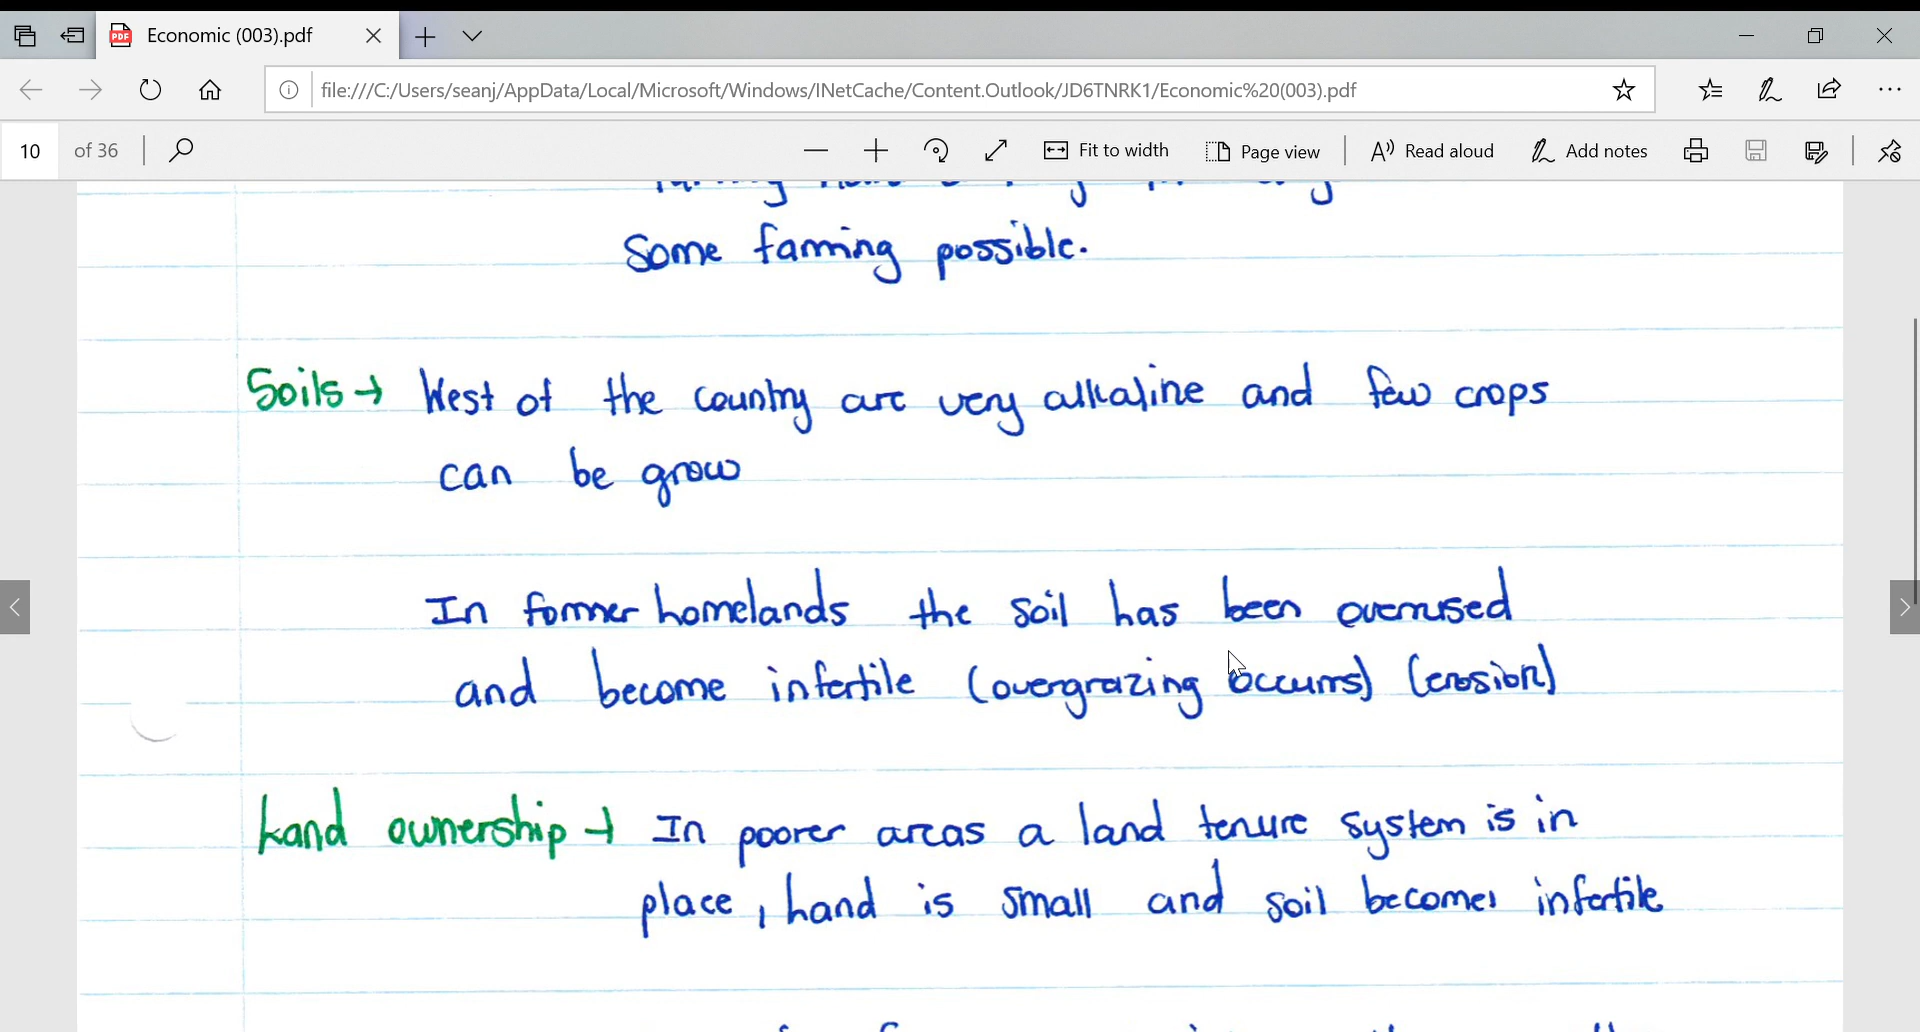 Economic (003).pdf
file:///C:/Users/seanj/AppData/Local/Microsoft/Windows/INetCache/Content.Outlook/JD6TNRK1/Economic%20(003).pdf
10 of 36 Fit to width Page view Read aloud Add notes
Some farming possible.
Soils → West of the country are very alkaline and few crops
can be grow
In former homelands the soil has been overrused
and become infertile (overgrazing occurrs) (erosion)
Land ownership → In poorer areas a land tenure system is in
place, hand is small and soil becomes infertile